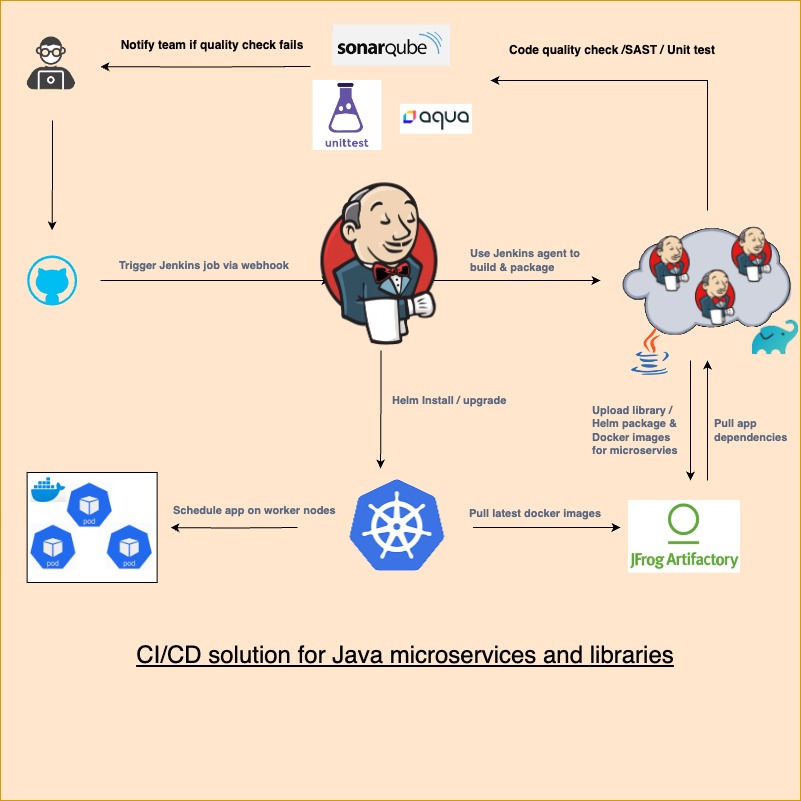 Notify team if quality check fails
sonarqube
Code quality check /SAST / Unit test
unittest
aqua
Trigger Jenkins job via webhook
Use Jenkins agent to
build & package
Helm Install / upgrade
Upload library /
Helm package &
Docker images
for microservies
Pull app
dependencies
Schedule app on worker nodes
Pull latest docker images
pod
pod
pod
JFrog Artifactory
CI/CD solution for Java microservices and libraries